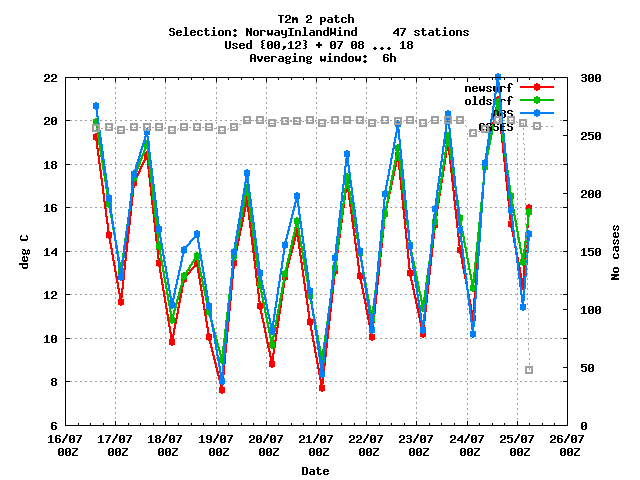 T2m 2 patch
Selection: NorwayInlandWind     47 stations
Used {00,12} + 07 08 ... 18
Averaging window:  6h
newsurf
oldsurf
OBS
CASES
deg C
22
20
18
16
14
12
10
8
6
No cases
300
250
200
150
100
50
0
16/07 17/07 18/07 19/07 20/07 21/07 22/07 23/07 24/07 25/07 26/07
00Z 00Z 00Z 00Z 00Z 00Z 00Z 00Z 00Z 00Z 00Z
Date